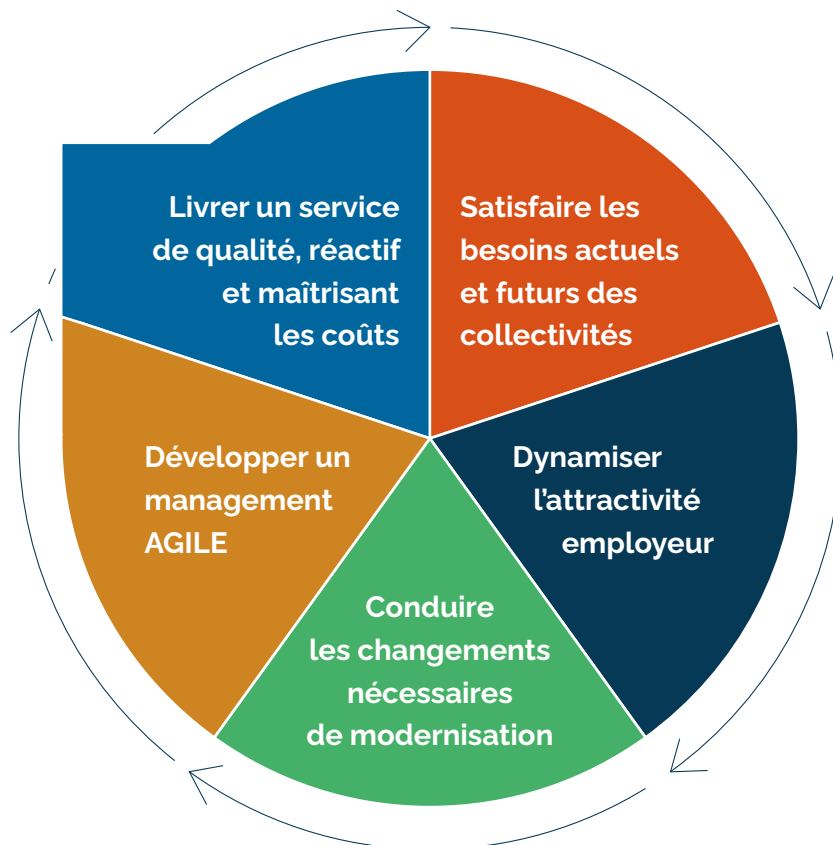 Livrer un service
de qualité, réactif
et maîtrisant
les coûts
Satisfaire les
besoins actuels
et futurs des
collectivités
Dynamiser
l’attractivité
employeur
Conduire
les changements
nécessaires
de modernisation
Développer un
management
AGILE